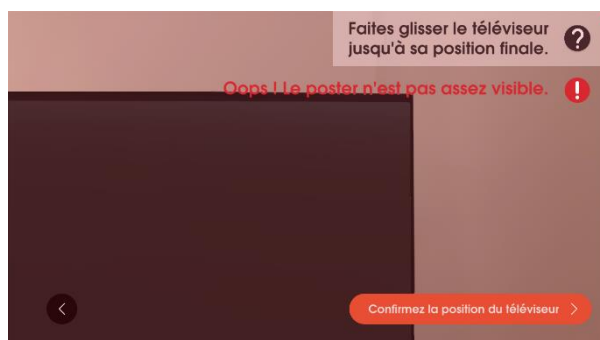 Faites glisser le téléviseur
jusqu'à sa position finale.
Oops ! Le poster n'est pas assez visible.
Confirmez la position du téléviseur